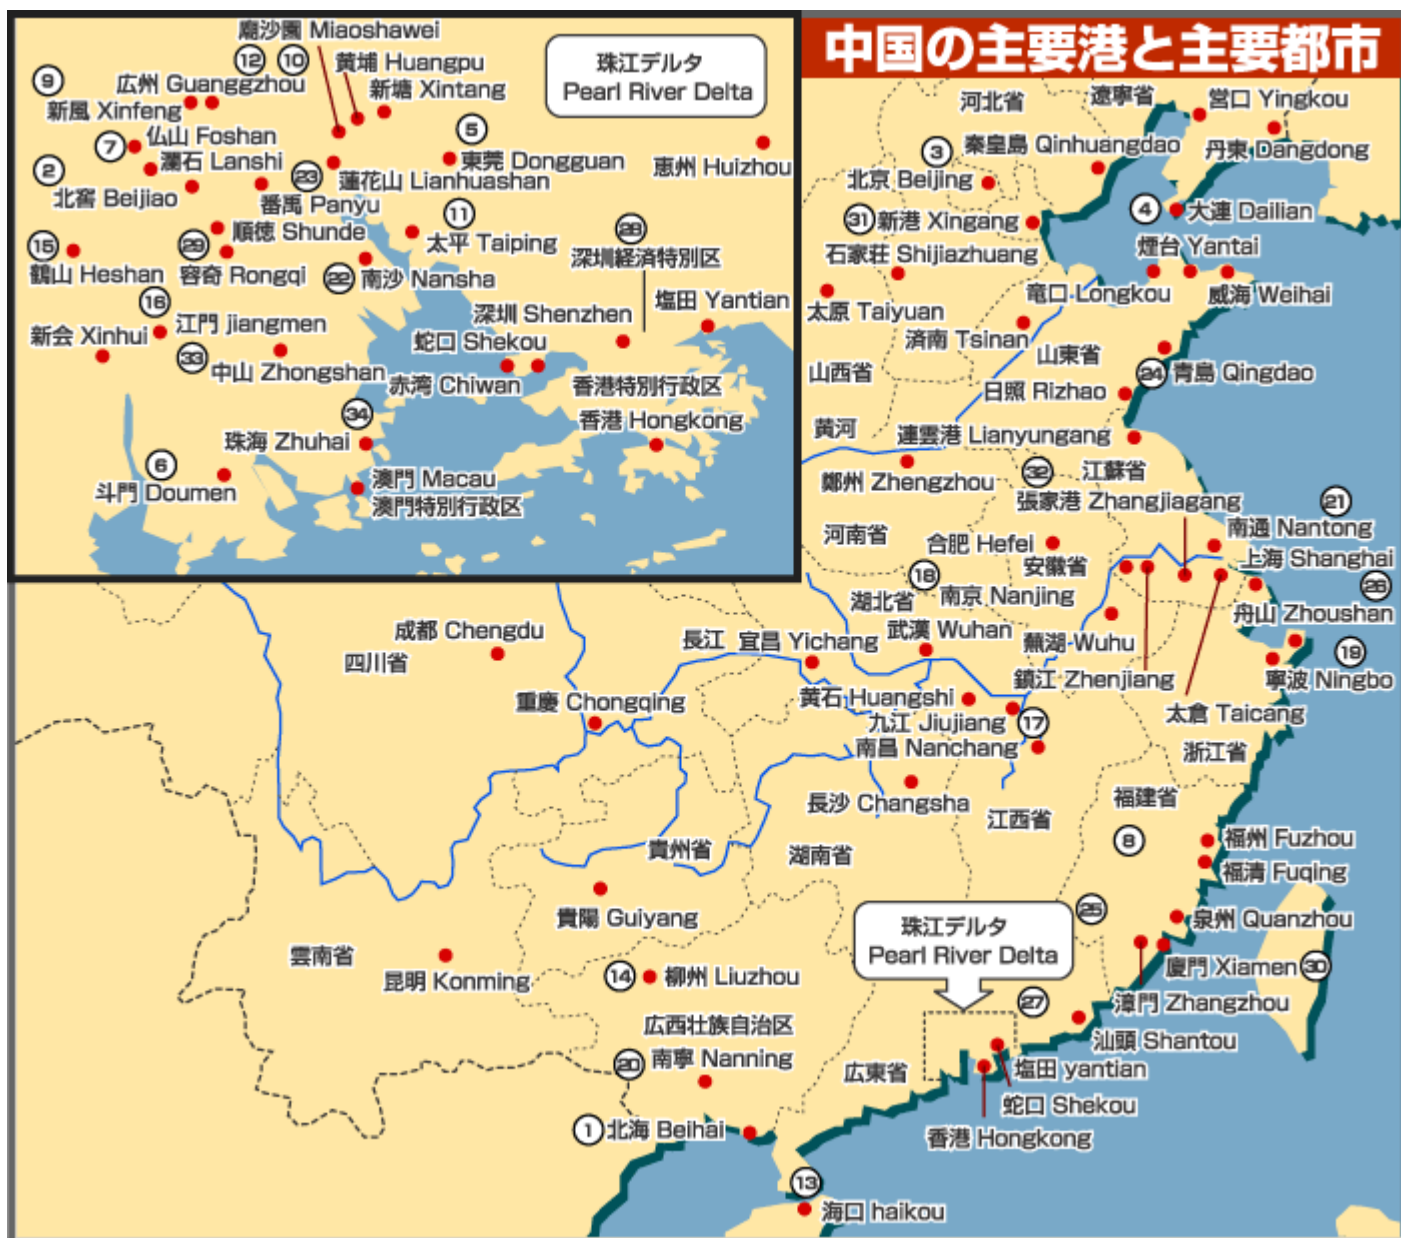 中国の主要港と主要都市
珠江デルタ
Pearl River Delta
廟沙園 Miaoshawei
⑫ ⑩
黄埔 Huangpu
⑨
広州 Guanggzhou
新塘 Xintang
新風 Xinfeng
⑤
⑦
仏山 Foshan
②
瀾石 Lanshi
東莞 Dongguan
恵州 Huizhou
㉓
蓮花山 Lianhuashan
北窖 Beijiao
番禹 Panyu
⑪
順徳 Shunde
太平 Taiping
㉘
⑮
㉙
深圳経済特別区
鶴山 Heshan
容奇 Rongqi
㉒
南沙 Nansha
⑯
塩田 Yantian
深圳 Shenzhen
江門 jiangmen
新会 Xinhui
蛇口 Shekou
㉝
中山 Zhongshan
赤湾 Chiwan
香港特別行政区
㉞
香港 Hongkong
珠海 Zhuhai
⑥
澳門 Macau
斗門 Doumen
澳門特別行政区
河北省
遼寧省
営口 Yingkou
秦皇島 Qinhuangdao
丹東 Dangdong
③
北京 Beijing
④
大連 Dailian
㉛
新港 Xingang
煙台 Yantai
石家荘 Shijiazhuang
竜口 Longkou
威海 Weihai
太原 Taiyuan
済南 Tsinan
山東省
山西省
㉔
青島 Qingdao
日照 Rizhao
黄河
連雲港 Lianyungang
㉜
江蘇省
鄭州 Zhengzhou
張家港 Zhangjiagang
㉑
南通 Nantong
河南省
合肥 Hefei
安徽省
上海 Shanghai
⑱
㉖
湖北省
南京 Nanjing
舟山 Zhoushan
武漢 Wuhan
蕪湖 Wuhu
⑲
長江
宜昌 Yichang
鎮江 Zhenjiang
寧波 Ningbo
黄石 Huangshi
太倉 Taicang
九江 Jiujiang
⑰
南昌 Nanchang
浙江省
成都 Chengdu
四川省
重慶 Chongqing
長沙 Changsha
福建省
江西省
⑧
福州 Fuzhou
貴州省
湖南省
福清 Fuqing
貴陽 Guiyang
㉕
泉州 Quanzhou
珠江デルタ
Pearl River Delta
雲南省
廈門 Xiamen
㉚
昆明 Konming
⑭
柳州 Liuzhou
㉗
漳門 Zhangzhou
広西壮族自治区
汕頭 Shantou
⑳
南寧 Nanning
広東省
塩田 yantian
蛇口 Shekou
①
北海 Beihai
香港 Hongkong
⑬
海口 haikou